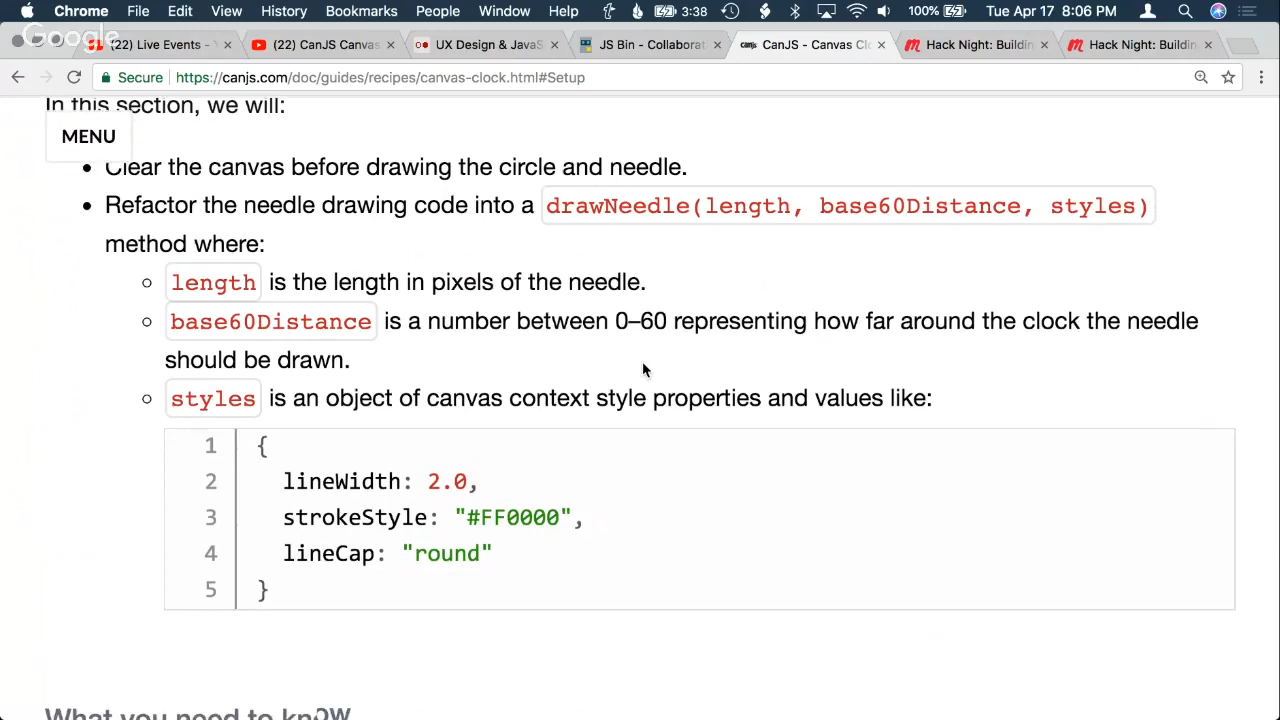 Chrome File Edit View History Bookmarks People Window Help 3:38 100% Tue Apr 17 8:06 PM
Google
(22) Live Events - Y (22) CanJS Canvas UX Design & Javas JS Bin - Collaborat CanJS - Canvas Clo Hack Night: Buildin Hack Night: Buildin
Secure https://canjs.com/doc/guides/recipes/canvas-clock.html#Setup
In this section, we will:
MENU
Clear the canvas before drawing the circle and needle.
Refactor the needle drawing code into a drawNeedle(length, base60Distance, styles)
method where:
length is the length in pixels of the needle.
base60Distance is a number between 0–60 representing how far around the clock the needle
should be drawn.
styles is an object of canvas context style properties and values like:
1 {
2 lineWidth: 2.0,
3 strokeStyle: "#FF0000",
4 lineCap: "round"
5 }
What you need to know